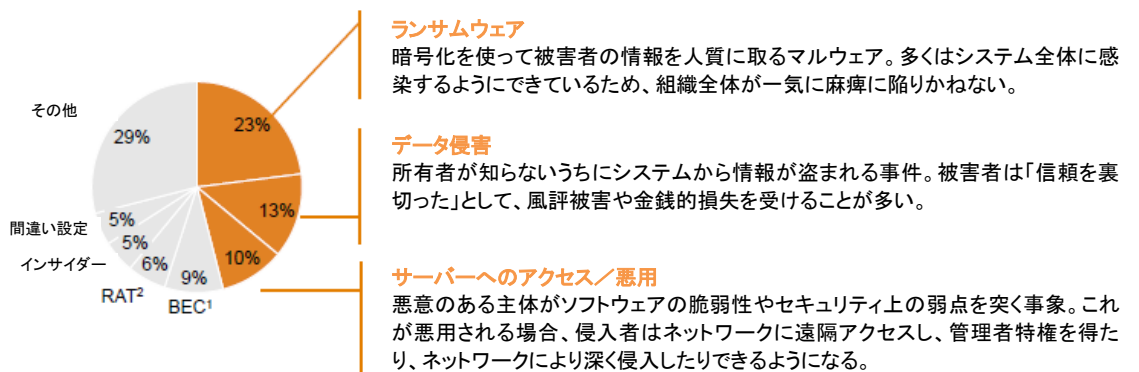 ランサムウェア
暗号化を使って被害者の情報を人質に取るマルウェア。多くはシステム全体に感
染するようにできているため、組織全体が一気に麻痺に陥りかねない。
データ侵害
所有者が知らないうちにシステムから情報が盗まれる事件。被害者は「信頼を裏
切った」として、風評被害や金銭的損失を受けることが多い。
サーバーへのアクセス／悪用
悪意のある主体がソフトウェアの脆弱性やセキュリティ上の弱点を突く事象。これ
が悪用される場合、侵入者はネットワークに遠隔アクセスし、管理者特権を得た
り、ネットワークにより深く侵入したりできるようになる。
その他
29%
23%
13%
10%
9%
BEC¹
6%
RAT²
5%
インサイダー
5%
間違い設定